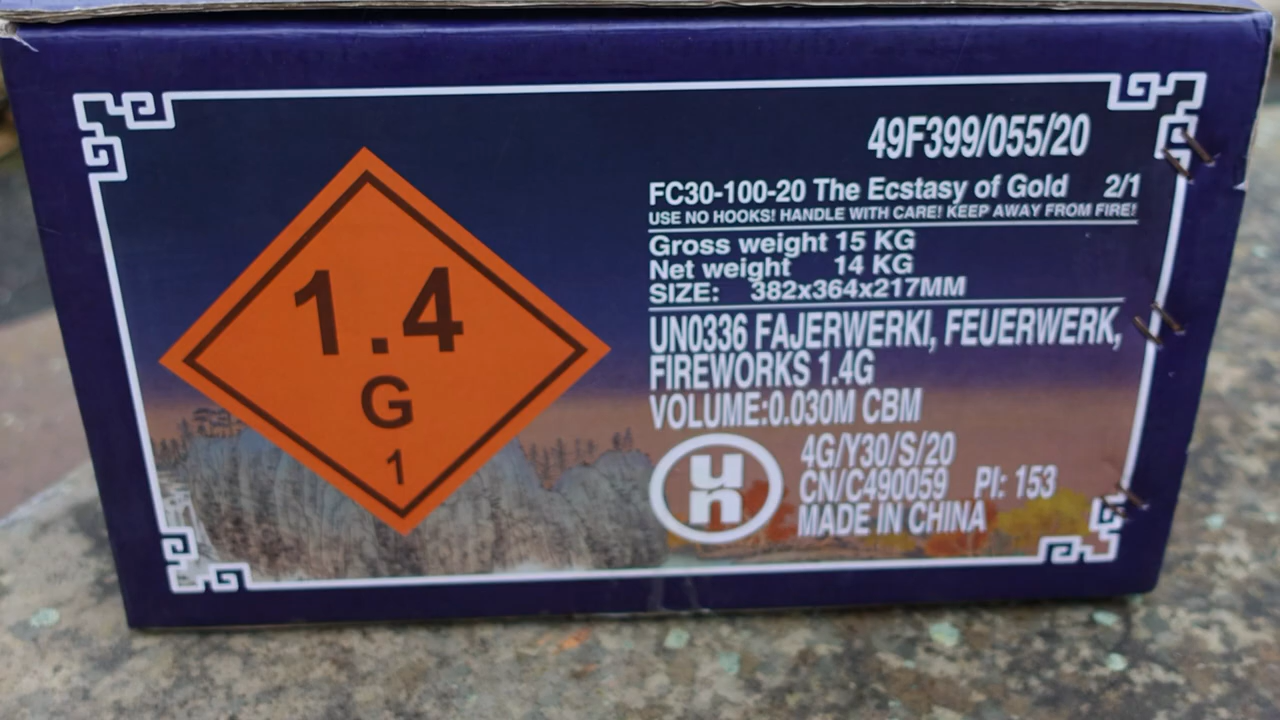 49F399/055/20
FC30-100-20 The Ecstasy of Gold 2/1
USE NO HOOKS! HANDLE WITH CARE! KEEP AWAY FROM FIRE!
Gross weight 15 KG
Net weight 14 KG
SIZE: 382x364x217MM
UN0336 FAJERWERKI, FEUERWERK,
FIREWORKS 1.4G
VOLUME:0.030M CBM
1.4
G
1
un
4G/Y30/S/20
CN/C490059 PI: 153
MADE IN CHINA